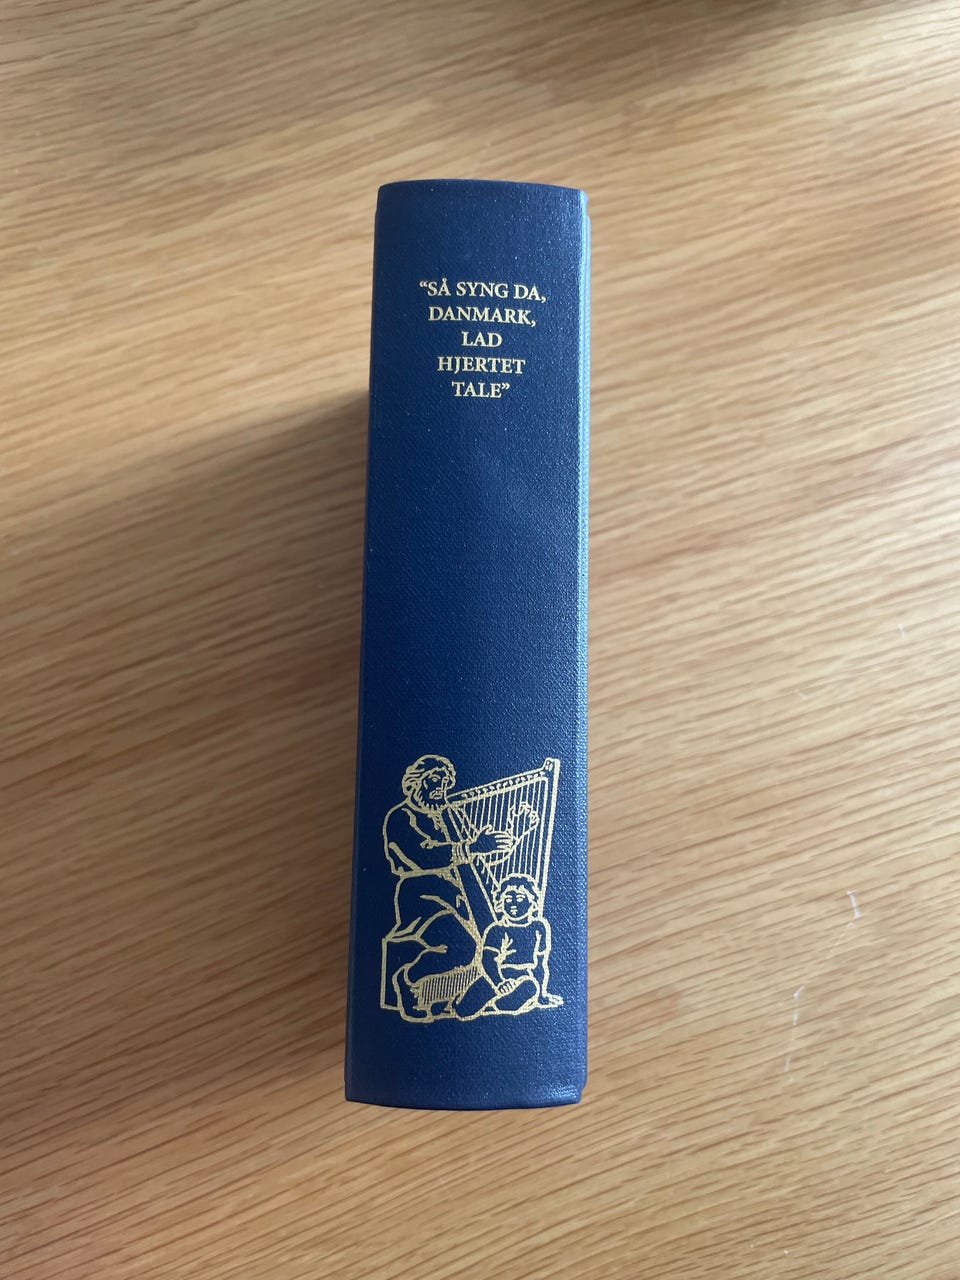 “SÅ SYNG DA,
DANMARK,
LAD
HJERTET
TALE”